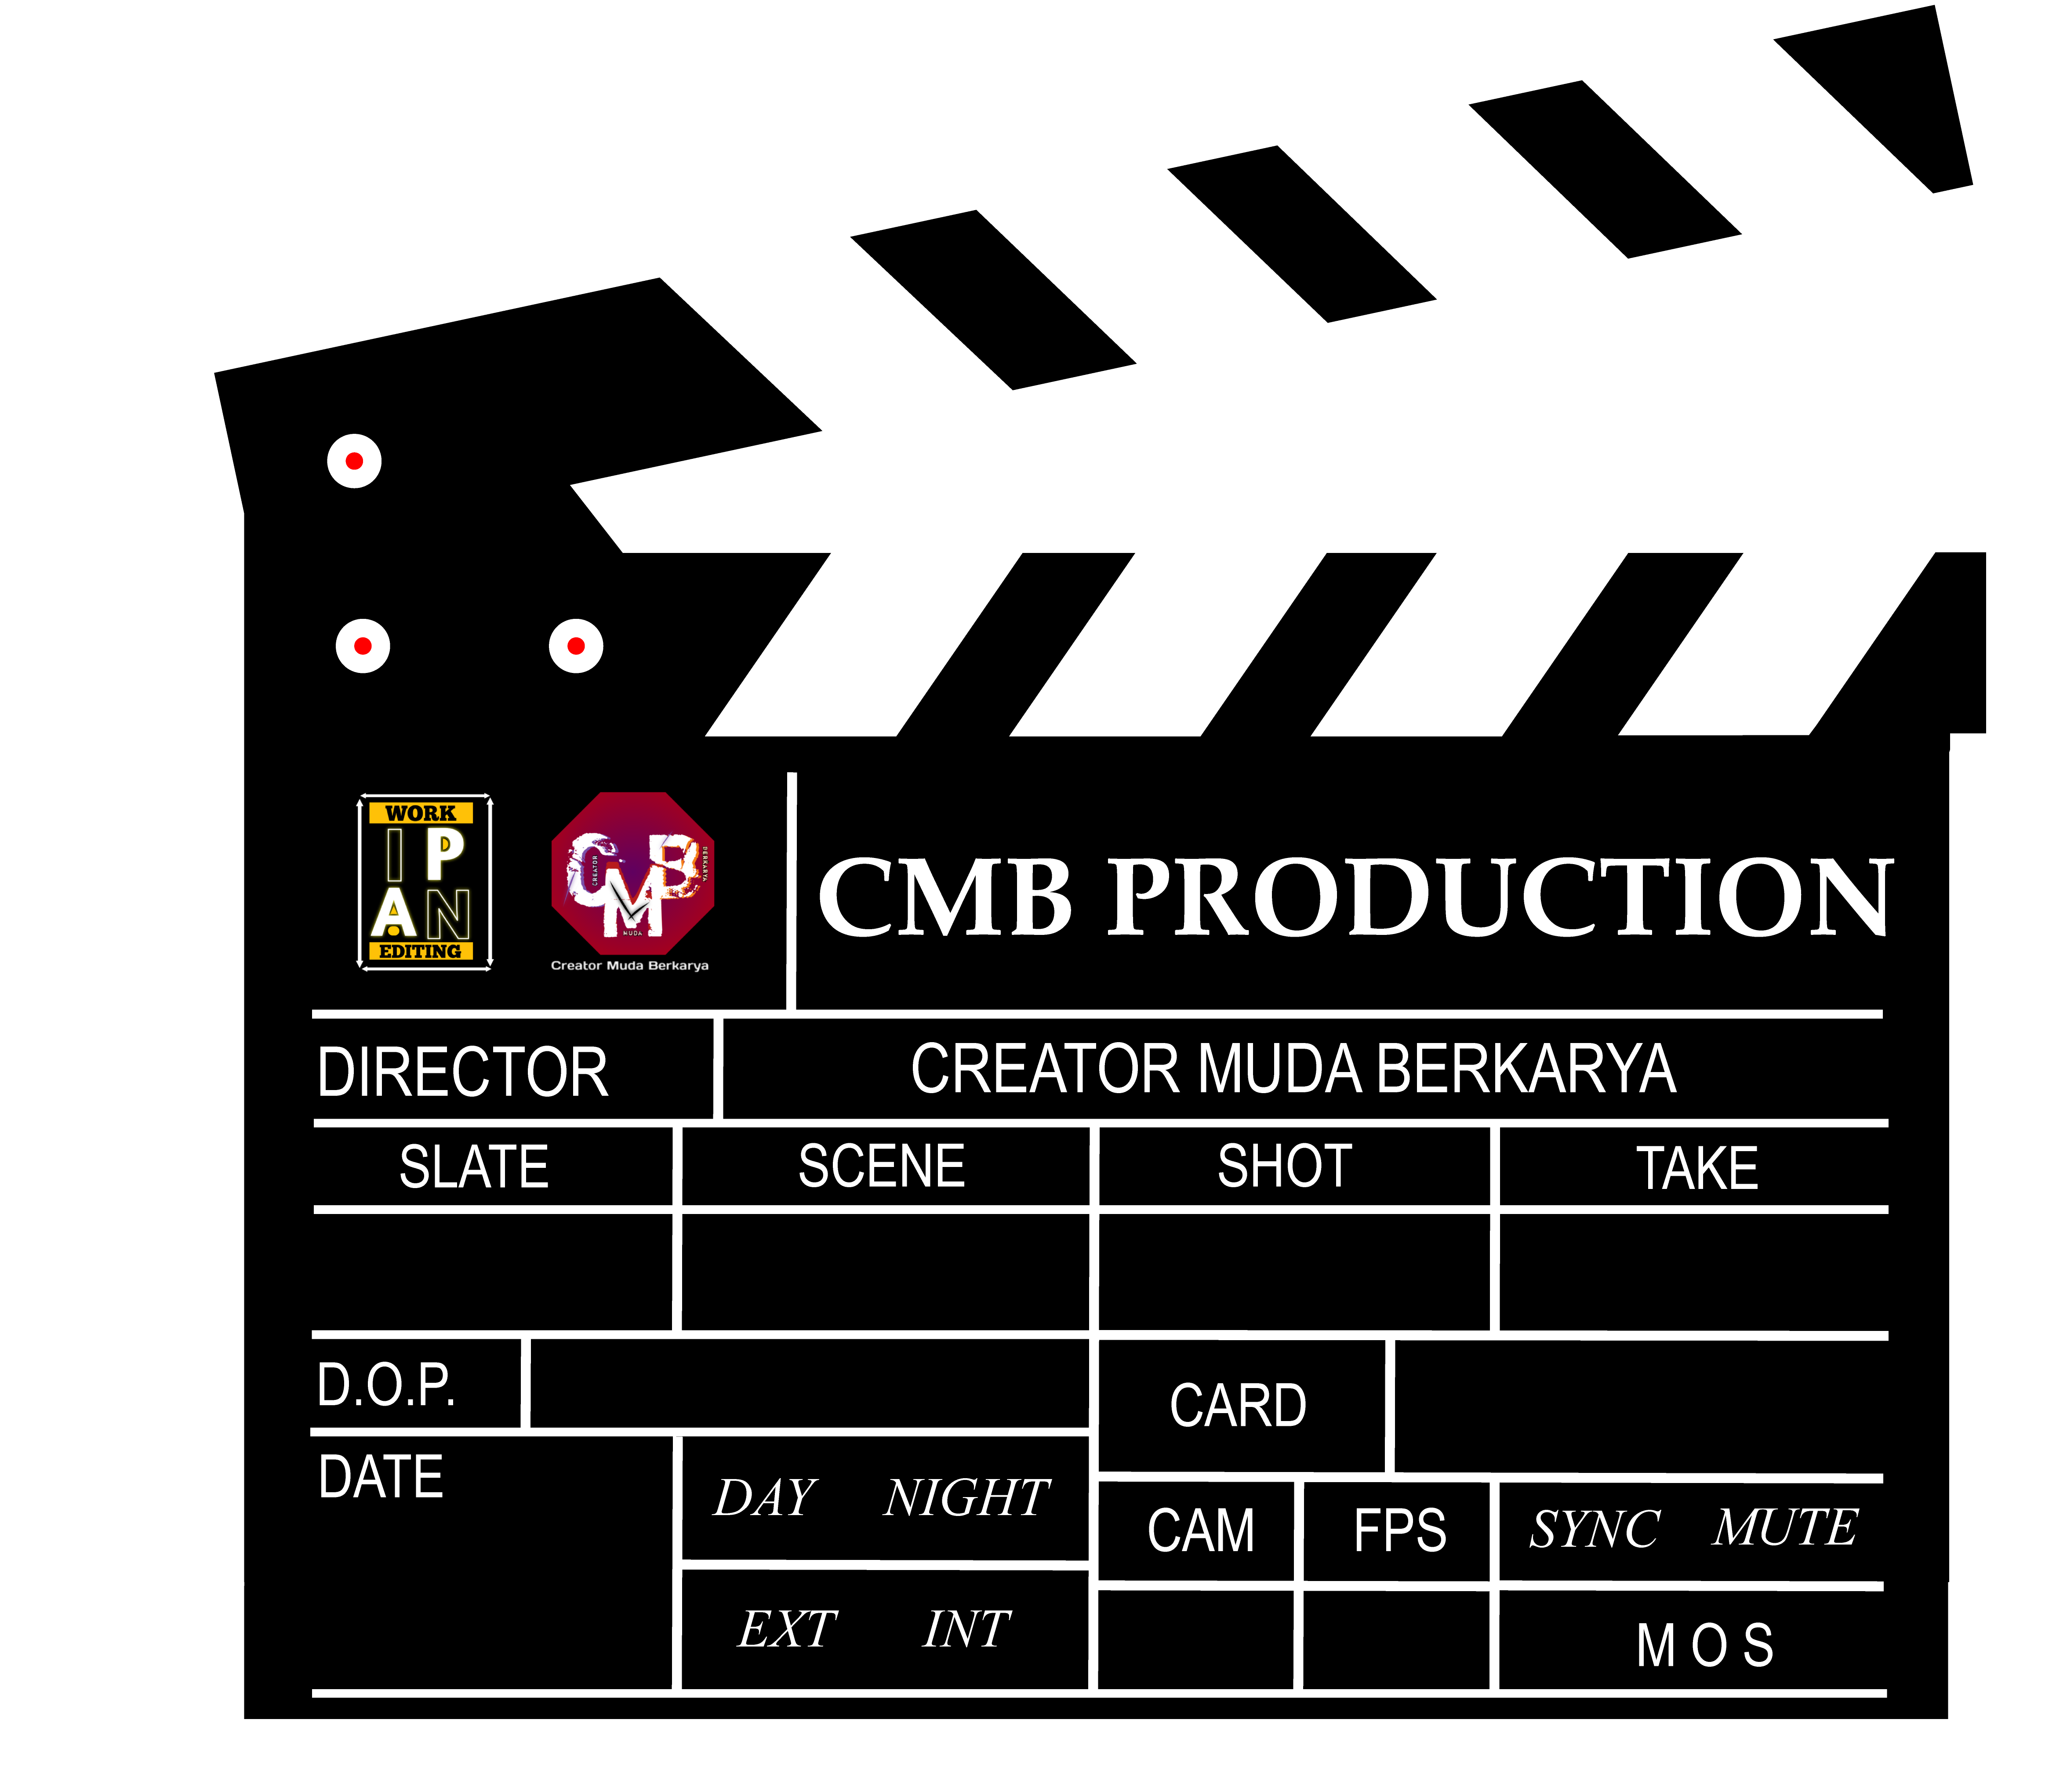 WORK
IP
AN
EDITING
CMB
CREATOR
BERKARYA
MUDA
Creator Muda Berkarya
CMB PRODUCTION
DIRECTOR CREATOR MUDA BERKARYA
SLATE SCENE SHOT TAKE
D.O.P.
CARD
DATE
DAY NIGHT
CAM FPS SYNC MUTE
EXT INT
M O S